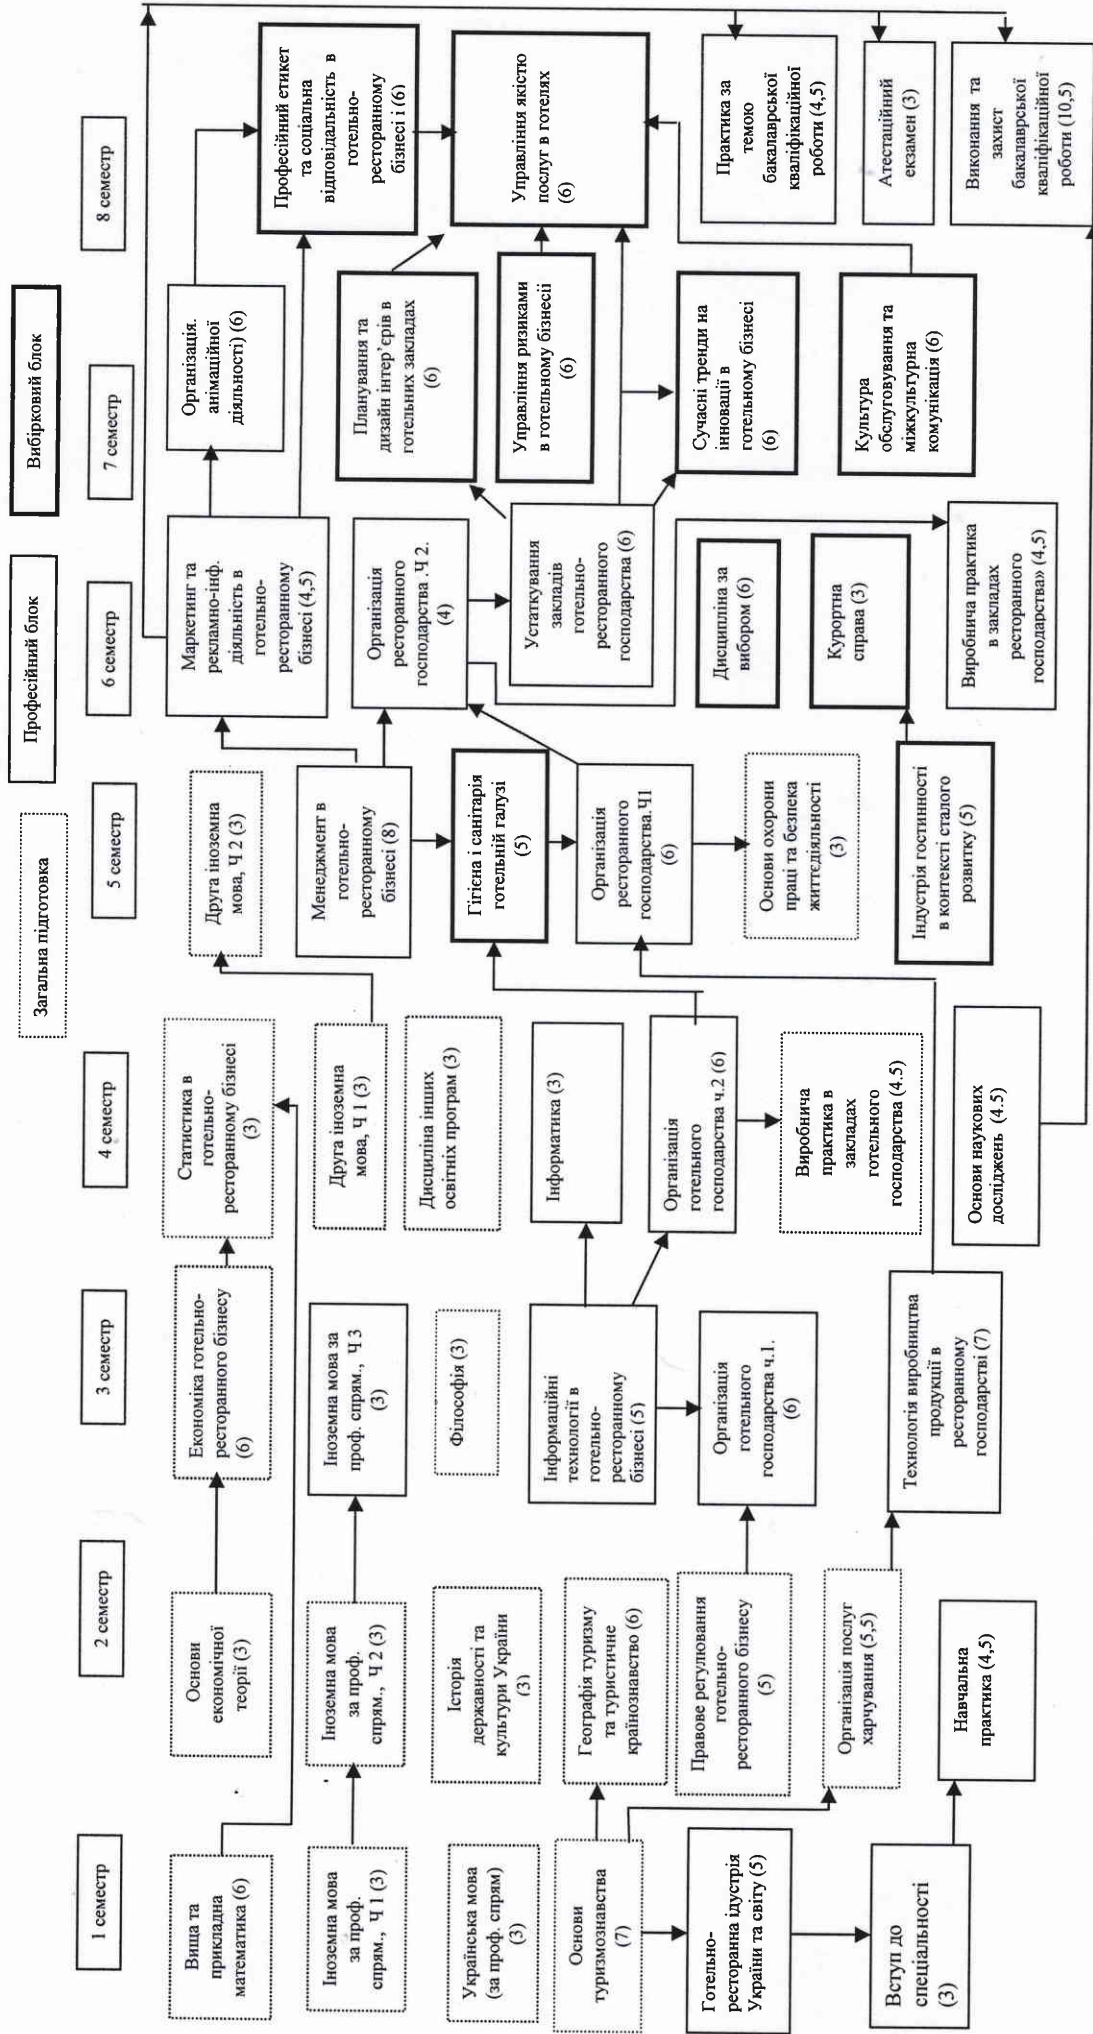 Загальна підготовка
Професійний блок
Вибірковий блок
1 семестр
2 семестр
3 семестр
4 семестр
5 семестр
6 семестр
7 семестр
8 семестр
Вища та
прикладна
математика (6)
Іноземна мова
за проф.
спрям., Ч 1 (3)
Українська мова
(за проф. спрям)
(3)
Основи
туризмознавства
(7)
Готельно-
ресторанна ідустрія
України та світу (5)
Вступ до
спеціальності
(3)
Основи
економічної
теорії (3)
Іноземна мова
за проф.
спрям., Ч 2 (3)
Історія
державності та
культури України
(3)
Географія туризму
та туристичне
країнознавство (6)
Правове регулювання
готельно-
ресторанного бізнесу
(5)
Організація послуг
харчування (5,5)
Навчальна
практика (4,5)
Економіка готельно-
ресторанного бізнесу
(6)
Іноземна мова за
проф. спрям., Ч 3
(3)
Філософія (3)
Інформаційні
технології в
готельно-
ресторанному
бізнесі (5)
Організація
готельного
господарства ч.1.
(6)
Технологія виробництва
продукції в
ресторанному
господарстві (7)
Статистика в
готельно-
ресторанному бізнесі
(3)
Друга іноземна
мова, Ч 1 (3)
Дисципліна інших
освітніх програм (3)
Інформатика (3)
Організація
готельного
господарства ч.2 (6)
Виробнича
практика в
закладах
готельного
господарства (4.5)
Основи наукових
досліджень (4.5)
Друга іноземна
мова, Ч 2 (3)
Менеджмент в
готельно-
ресторанному
бізнесі (8)
Гігієна і санітарія
готельній галузі
(5)
Організація
ресторанного
господарства.Ч1
(6)
Основи охорони
праці та безпека
життєдіяльності
(3)
Індустрія гостинності
в контексті сталого
розвитку (5)
Маркетинг та
рекламно-інф.
діяльність в
готельно-
ресторанному
бізнесі (4,5)
Організація
ресторанного
господарства .Ч 2.
(4)
Устаткування
закладів
готельно-
ресторанного
господарства (6)
Дисципліна за
вибором (6)
Курортна
справа (3)
Виробнича практика
в закладах
ресторанного
господарства» (4,5)
Організація.
анімаційної
діяльності) (6)
Планування та
дизайн інтер’єрів в
готельних закладах
(6)
Управління ризиками
в готельному бізнесіі
(6)
Сучасні тренди на
інновації в
готельному бізнесі
(6)
Культура
обслуговування та
міжкультурна
комунікація (6)
Професійний етикет
та соціальна
відповідальність в
готельно-
ресторанному
бізнесі і (6)
Управління якістю
послуг в готелях
(6)
Практика за
темою
бакалаврської
кваліфікаційної
роботи (4,5)
Атестаційний
екзамен (3)
Виконання та
захист
бакалаврської
кваліфікаційної
роботи (10,5)